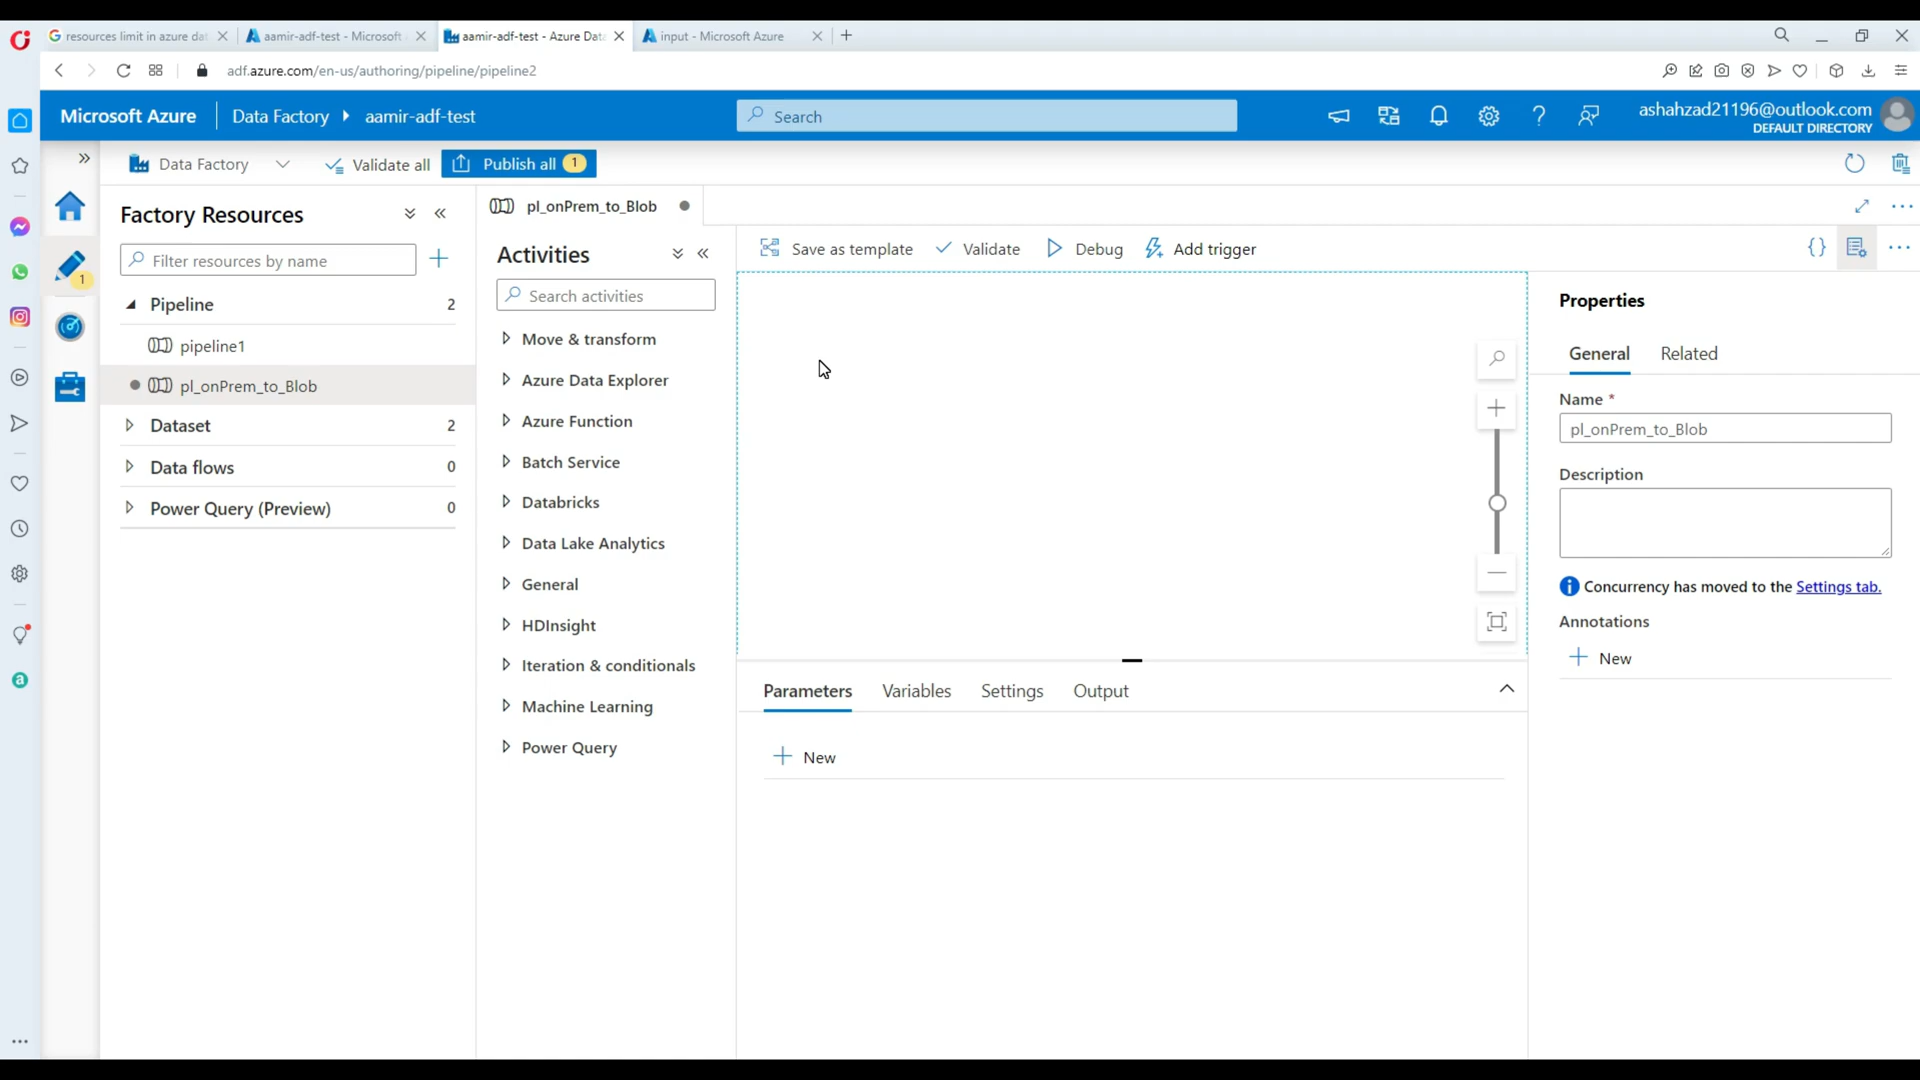 resources limit in azure dat
aamir-adf-test - Microsoft
aamir-adf-test - Azure Data
input - Microsoft Azure
adf.azure.com/en-us/authoring/pipeline/pipeline2
Microsoft Azure
Data Factory
aamir-adf-test
Search
ashahzad21196@outlook.com
DEFAULT DIRECTORY
Data Factory
Validate all
Publish all
1
Factory Resources
Filter resources by name
1
Pipeline
2
pipeline1
pl_onPrem_to_Blob
Dataset
2
Data flows
0
Power Query (Preview)
0
pl_onPrem_to_Blob
Activities
Search activities
Move & transform
Azure Data Explorer
Azure Function
Batch Service
Databricks
Data Lake Analytics
General
HDInsight
Iteration & conditionals
Machine Learning
Power Query
Save as template
Validate
Debug
Add trigger
Parameters
Variables
Settings
Output
New
Properties
General
Related
Name *
pl_onPrem_to_Blob
Description
Concurrency has moved to the Settings tab.
Annotations
New